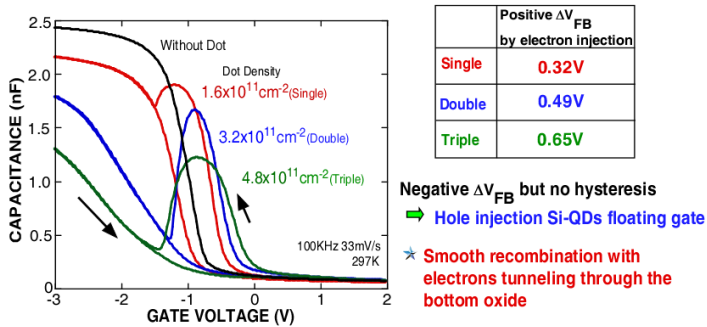 CAPACITANCE (nF)
2.5
2.0
1.5
1.0
0.5
0
-3
-2
-1
0
1
2
GATE VOLTAGE (V)
Without Dot
Dot Density
1.6x10¹¹cm⁻²(Single)
3.2x10¹¹cm⁻²(Double)
4.8x10¹¹cm⁻²(Triple)
100KHz 33mV/s
297K
Positive ΔV_FB
by electron injection
Single 0.32V
Double 0.49V
Triple 0.65V
Negative ΔV_FB but no hysteresis
Hole injection Si-QDs floating gate
Smooth recombination with
electrons tunneling through the
bottom oxide